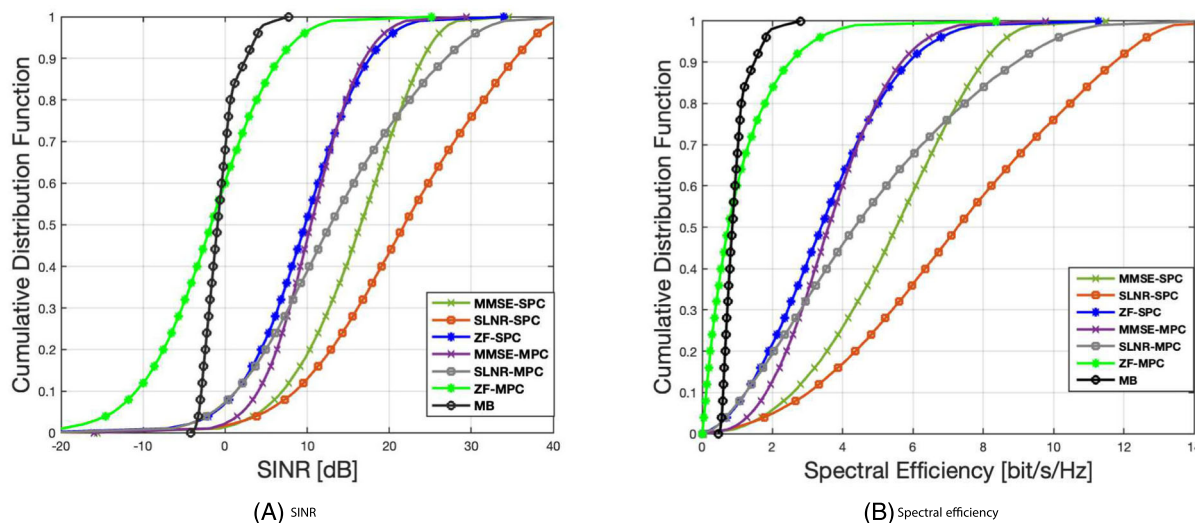 1
0.9
0.8
0.7
0.6
0.5
0.4
0.3
0.2
0.1
0
Cumulative Distribution Function
-20 -10 0 10 20 30 40
SINR [dB]
MMSE-SPC
SLNR-SPC
ZF-SPC
MMSE-MPC
SLNR-MPC
ZF-MPC
MB
(A) SINR
1
0.9
0.8
0.7
0.6
0.5
0.4
0.3
0.2
0.1
0
Cumulative Distribution Function
0 2 4 6 8 10 12 14
Spectral Efficiency [bit/s/Hz]
MMSE-SPC
SLNR-SPC
ZF-SPC
MMSE-MPC
SLNR-MPC
ZF-MPC
MB
(B) Spectral efficiency